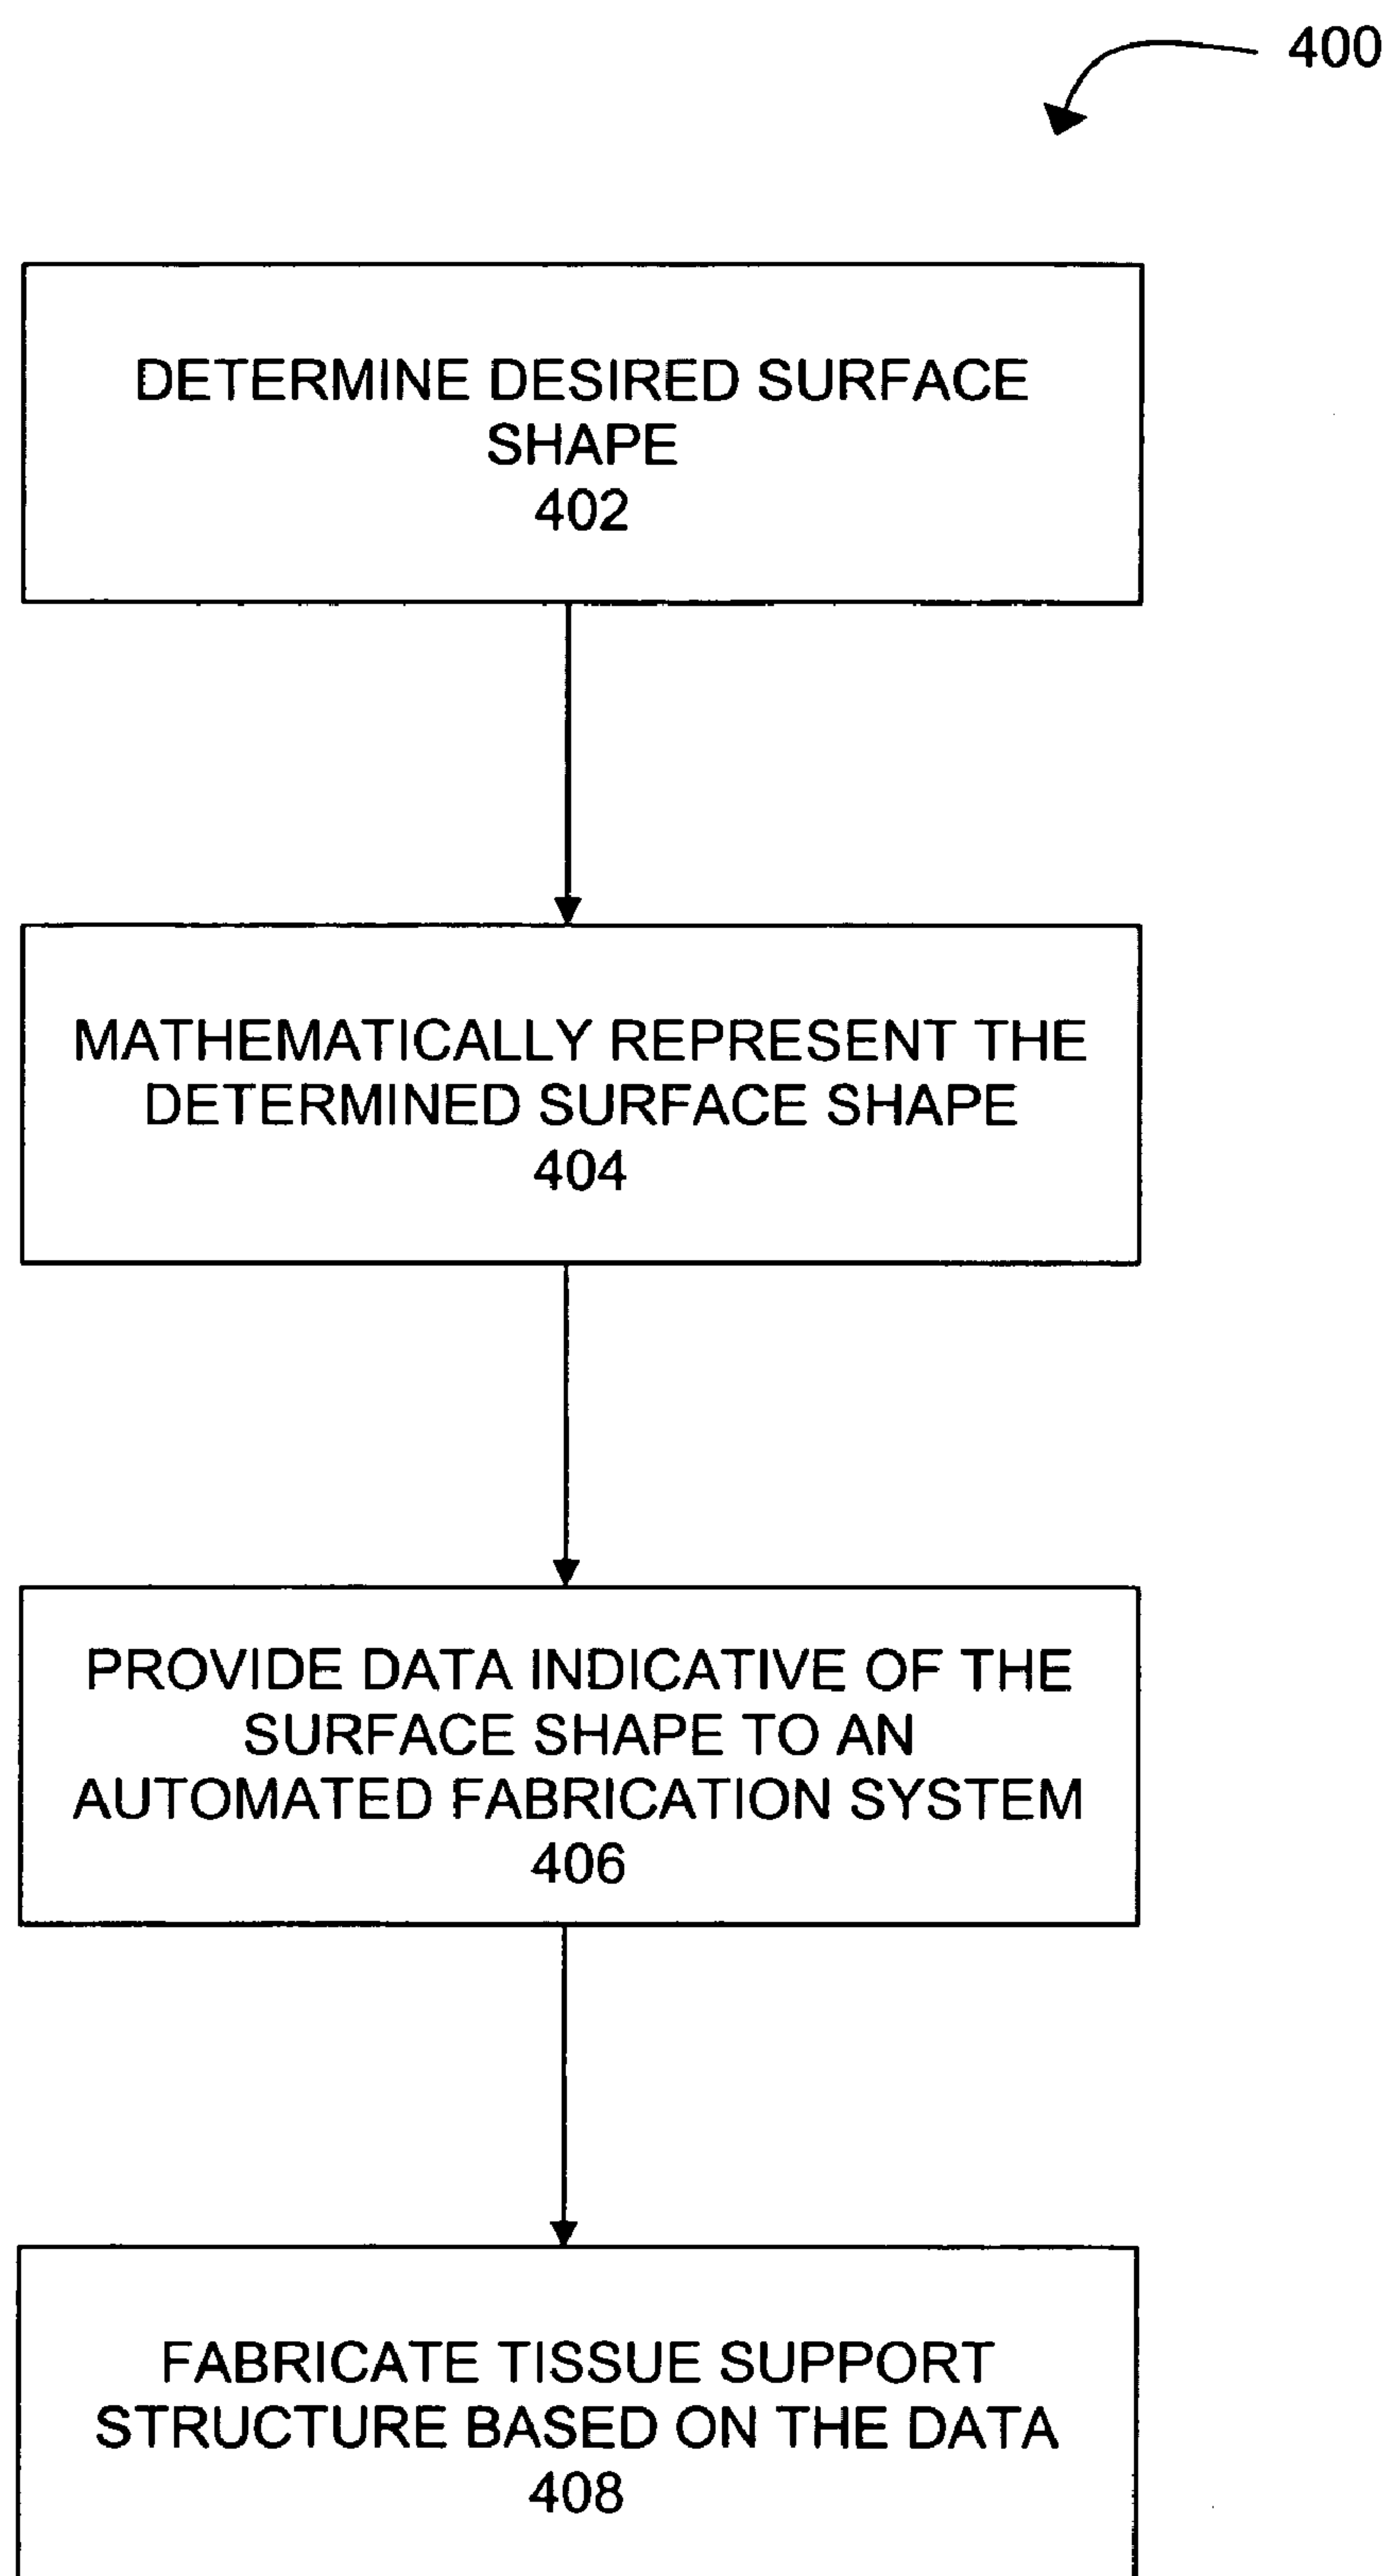 400
DETERMINE DESIRED SURFACE
SHAPE
402
MATHEMATICALLY REPRESENT THE
DETERMINED SURFACE SHAPE
404
PROVIDE DATA INDICATIVE OF THE
SURFACE SHAPE TO AN
AUTOMATED FABRICATION SYSTEM
406
FABRICATE TISSUE SUPPORT
STRUCTURE BASED ON THE DATA
408